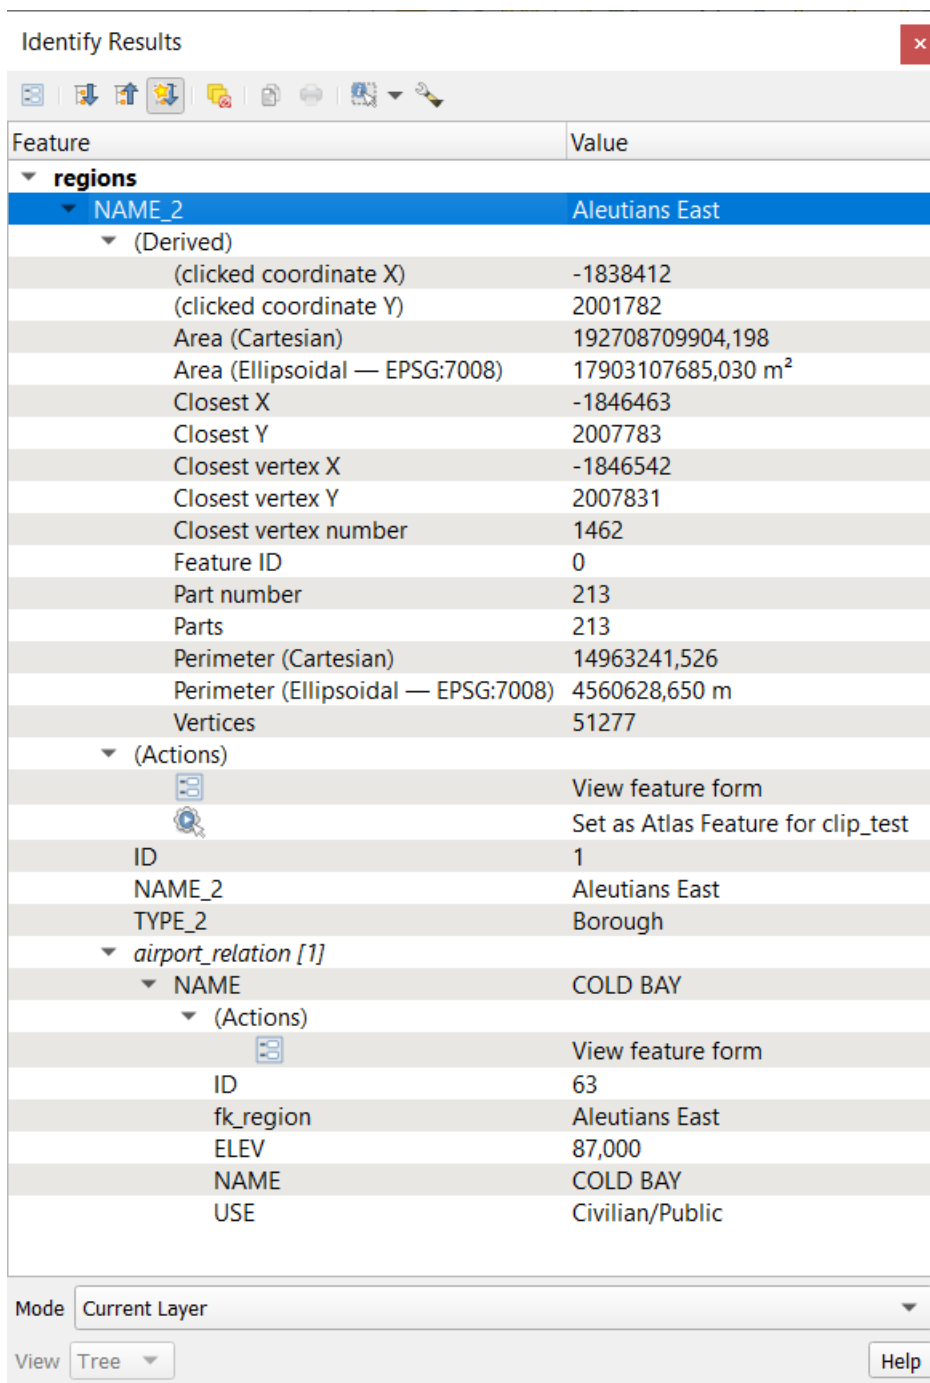 Identify Results
Feature Value
regions
NAME_2 Aleutians East
(Derived)
(clicked coordinate X) -1838412
(clicked coordinate Y) 2001782
Area (Cartesian) 192708709904,198
Area (Ellipsoidal — EPSG:7008) 17903107685,030 m²
Closest X -1846463
Closest Y 2007783
Closest vertex X -1846542
Closest vertex Y 2007831
Closest vertex number 1462
Feature ID 0
Part number 213
Parts 213
Perimeter (Cartesian) 14963241,526
Perimeter (Ellipsoidal — EPSG:7008) 4560628,650 m
Vertices 51277
(Actions)
View feature form
Set as Atlas Feature for clip_test
ID 1
NAME_2 Aleutians East
TYPE_2 Borough
airport_relation [1]
NAME COLD BAY
(Actions)
View feature form
ID 63
fk_region Aleutians East
ELEV 87,000
NAME COLD BAY
USE Civilian/Public
Mode Current Layer
View Tree Help